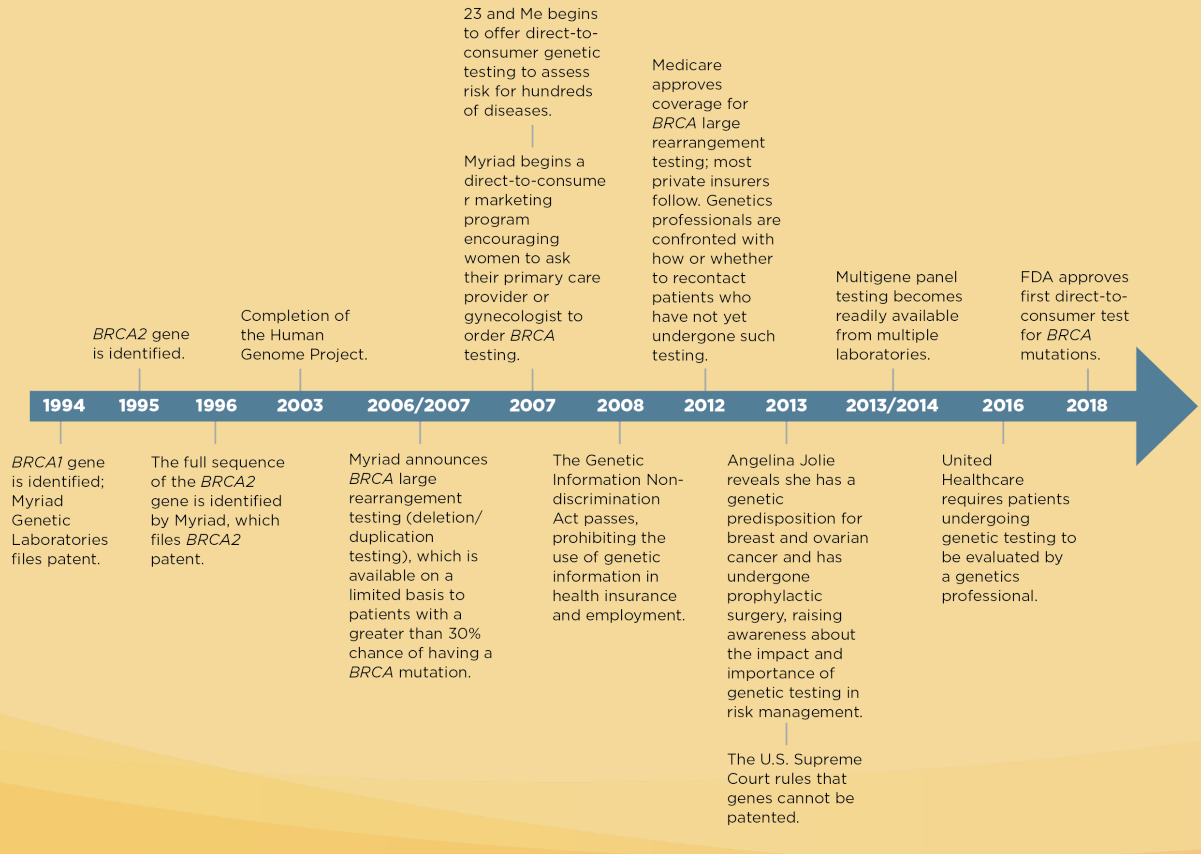 23 and Me begins
to offer direct-to-
consumer genetic
testing to assess
risk for hundreds
of diseases.
Myriad begins a
direct-to-consume
r marketing
program
encouraging
women to ask
their primary care
provider or
gynecologist to
order BRCA
testing.
Medicare
approves
coverage for
BRCA large
rearrangement
testing; most
private insurers
follow. Genetics
professionals are
confronted with
how or whether
to recontact
patients who
have not yet
undergone such
testing.
BRCA2 gene
is identified.
Completion of
the Human
Genome Project.
Multigene panel
testing becomes
readily available
from multiple
laboratories.
FDA approves
first direct-to-
consumer test
for BRCA
mutations.
1994 1995 1996 2003 2006/2007 2007 2008 2012 2013 2013/2014 2016 2018
BRCA1 gene
is identified;
Myriad
Genetic
Laboratories
files patent.
The full sequence
of the BRCA2
gene is identified
by Myriad, which
files BRCA2
patent.
Myriad announces
BRCA large
rearrangement
testing (deletion/
duplication
testing), which is
available on a
limited basis to
patients with a
greater than 30%
chance of having a
BRCA mutation.
The Genetic
Information Non-
discrimination
Act passes,
prohibiting the
use of genetic
information in
health insurance
and employment.
Angelina Jolie
reveals she has a
genetic
predisposition for
breast and ovarian
cancer and has
undergone
prophylactic
surgery, raising
awareness about
the impact and
importance of
genetic testing in
risk management.
The U.S. Supreme
Court rules that
genes cannot be
patented.
United
Healthcare
requires patients
undergoing
genetic testing to
be evaluated by
a genetics
professional.